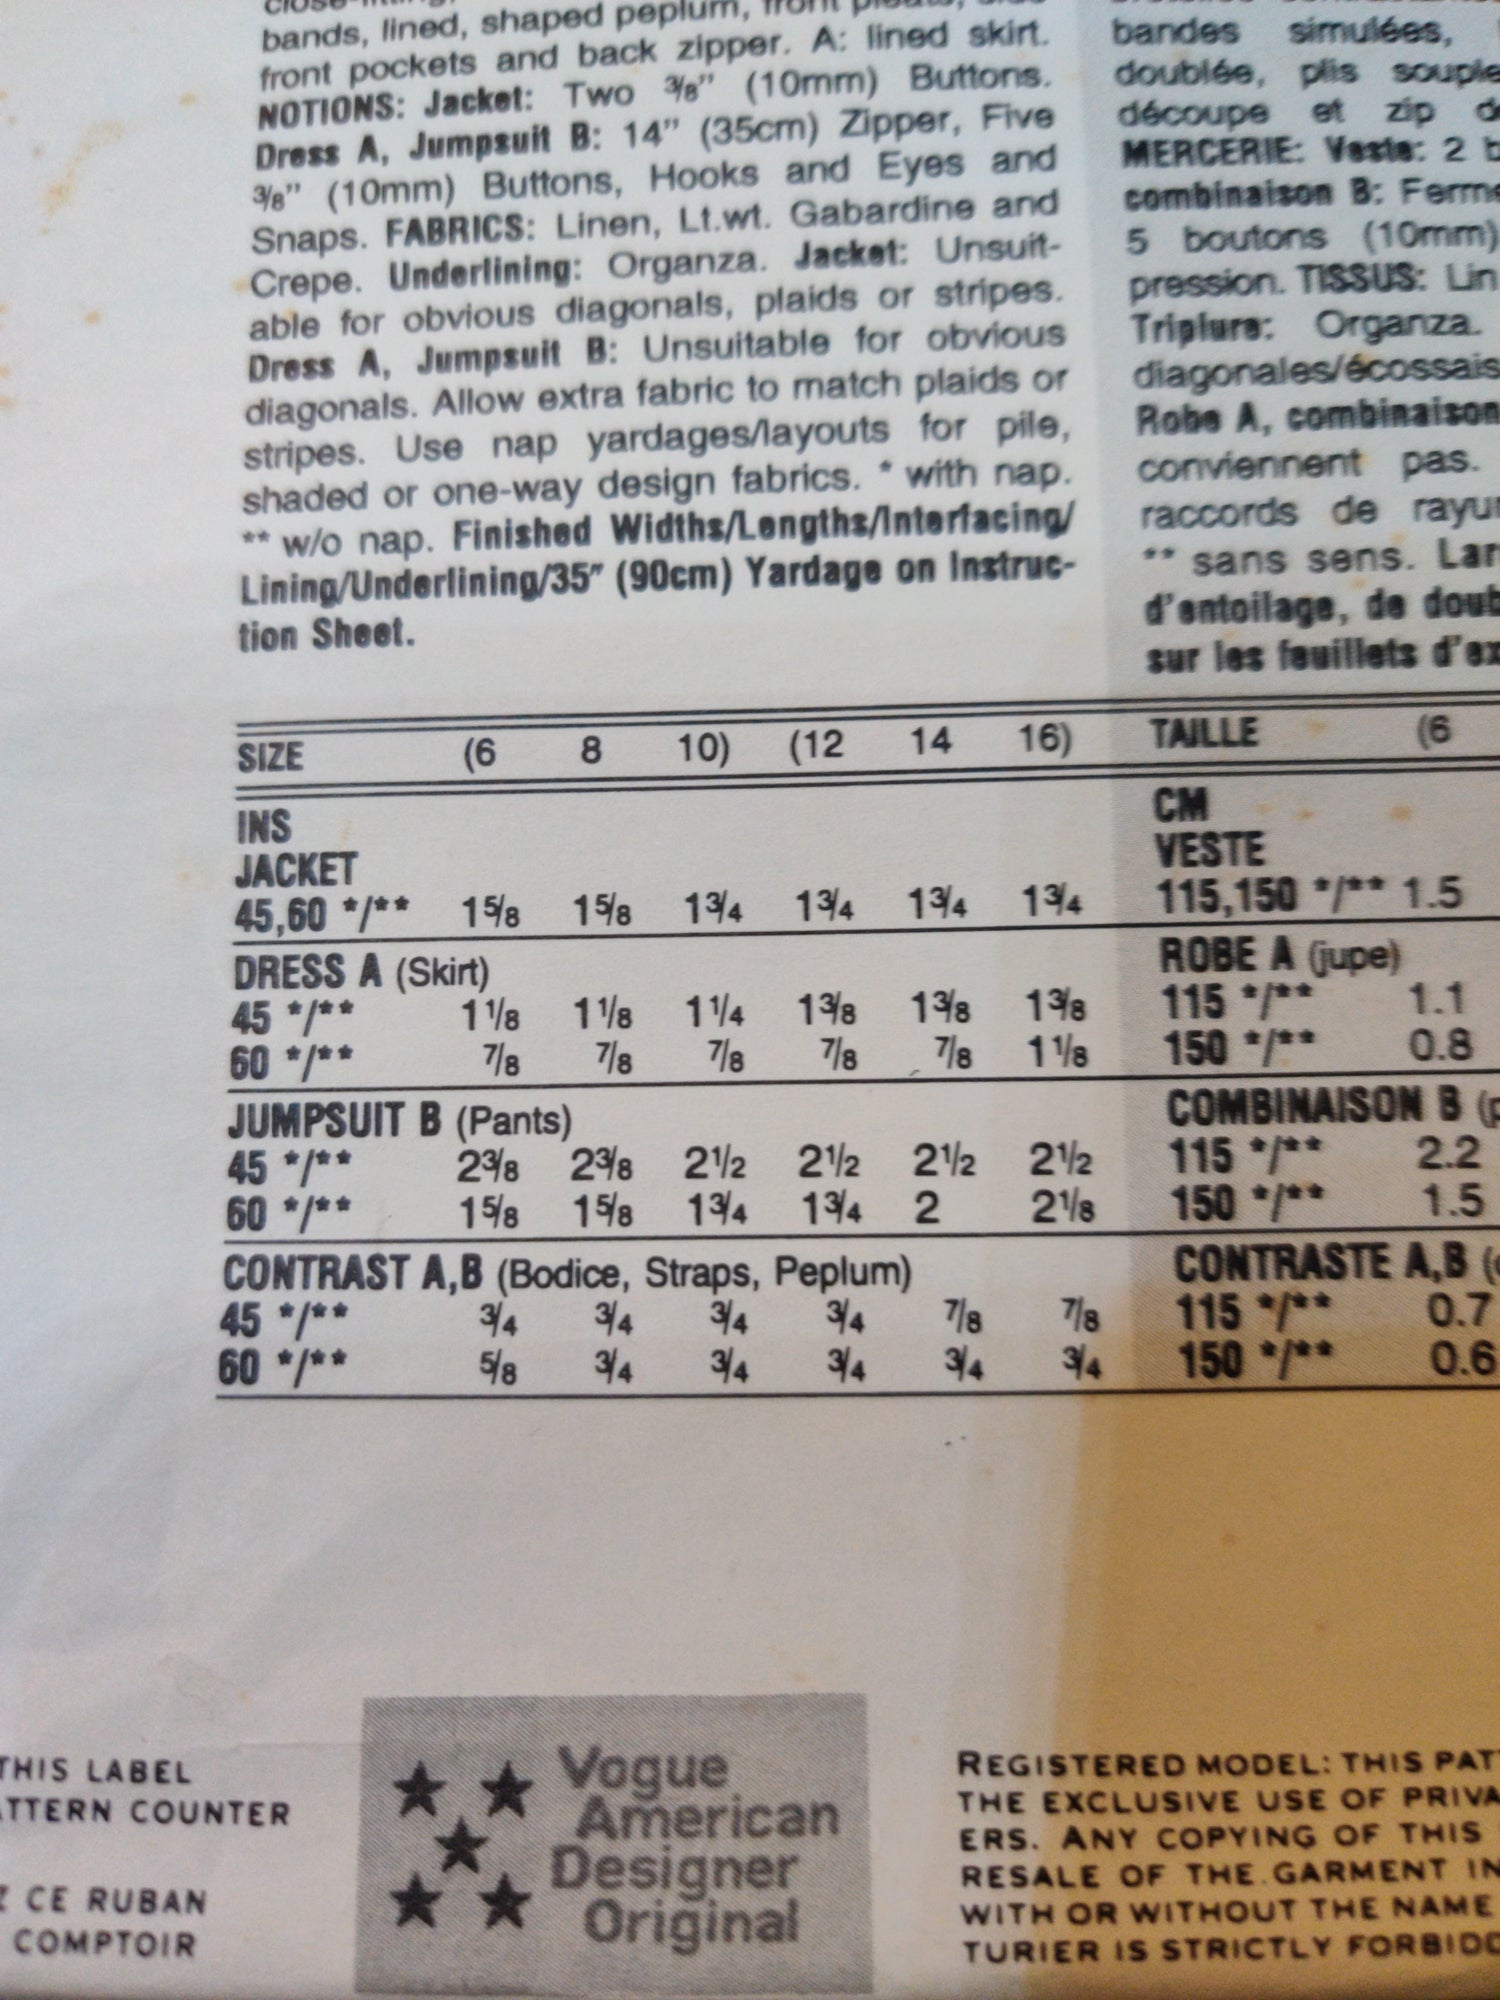 bands, lined, shaped peplum, front pleats, side
front pockets and back zipper. A: lined skirt.
NOTIONS: Jacket: Two 3/8" (10mm) Buttons.
Dress A, Jumpsuit B: 14" (35cm) Zipper, Five
3/8" (10mm) Buttons, Hooks and Eyes and
Snaps. FABRICS: Linen, Lt.wt. Gabardine and
Crepe. Underlining: Organza. Jacket: Unsuit-
able for obvious diagonals, plaids or stripes.
Dress A, Jumpsuit B: Unsuitable for obvious
diagonals. Allow extra fabric to match plaids or
stripes. Use nap yardages/layouts for pile,
shaded or one-way design fabrics. * with nap.
** w/o nap. Finished Widths/Lengths/Interfacing/
Lining/Underlining/35" (90cm) Yardage on Instruc-
tion Sheet.
SIZE (6 8 10) (12 14 16)
INS
JACKET
45,60 */** 1 5/8 1 5/8 1 3/4 1 3/4 1 3/4 1 3/4
DRESS A (Skirt)
45 */** 1 1/8 1 1/8 1 1/4 1 3/8 1 3/8 1 3/8
60 */** 7/8 7/8 7/8 7/8 7/8 1 1/8
JUMPSUIT B (Pants)
45 */** 2 3/8 2 3/8 2 1/2 2 1/2 2 1/2 2 1/2
60 */** 1 5/8 1 5/8 1 3/4 1 3/4 2 2 1/8
CONTRAST A,B (Bodice, Straps, Peplum)
45 */** 3/4 3/4 3/4 3/4 7/8 7/8
60 */** 5/8 3/4 3/4 3/4 3/4 3/4
bandes simulées,
doublée, plis souple
découpe et zip
MERCERIE: Veste: 2
combinaison B: Ferme
5 boutons (10mm)
pression. TISSUS: Lin
Triplure: Organza.
diagonales/écossais
Robe A, combinaison
conviennent pas.
raccords de rayu
** sans sens. Lar
d'entoilage, de doub
sur les feuillets d'ex
TAILLE (6
CM
VESTE
115,150 */** 1.5
ROBE A (jupe)
115 */** 1.1
150 */** 0.8
COMBINAISON B (p
115 */** 2.2
150 */** 1.5
CONTRASTE A,B (
115 */** 0.7
150 */** 0.6
THIS LABEL
ATTERN COUNTER
CE RUBAN
COMPTOIR
Vogue
American
Designer
Original
REGISTERED MODEL: THIS PAT
THE EXCLUSIVE USE OF PRIVA
ERS. ANY COPYING OF THIS
RESALE OF THE GARMENT IN
WITH OR WITHOUT THE NAME
TURIER IS STRICTLY FORBIDD